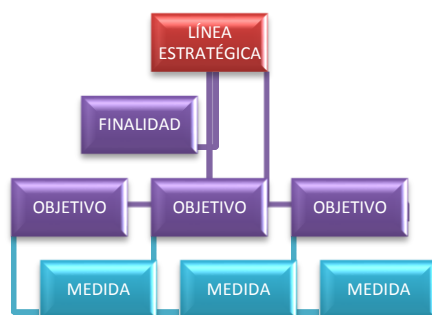 LÍNEA
ESTRATÉGICA
FINALIDAD
OBJETIVO
OBJETIVO
OBJETIVO
MEDIDA
MEDIDA
MEDIDA